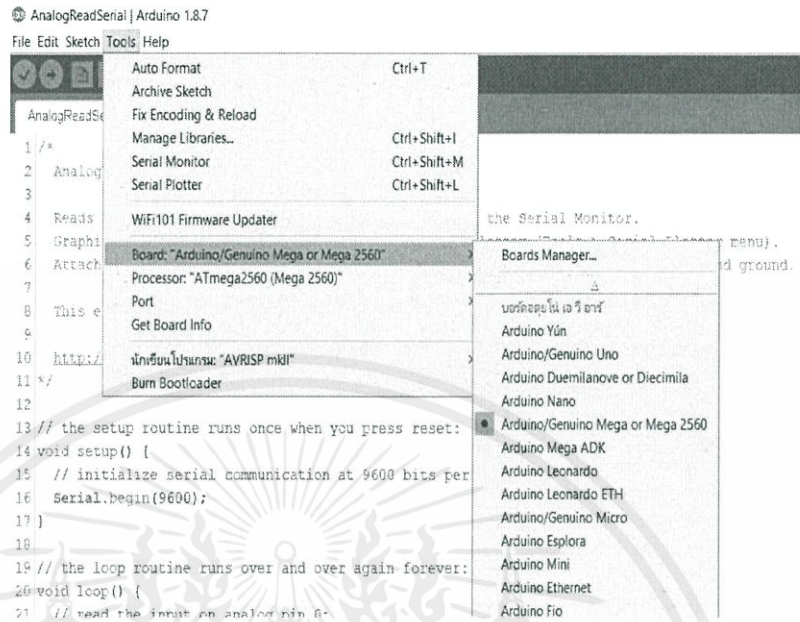 AnalogReadSerial | Arduino 1.8.7
File Edit Sketch Tools Help
AnalogReadSe
Auto Format Ctrl+T
Archive Sketch
Fix Encoding & Reload
Manage Libraries... Ctrl+Shift+I
Serial Monitor Ctrl+Shift+M
Serial Plotter Ctrl+Shift+L
WiFi101 Firmware Updater
Board: "Arduino/Genuino Mega or Mega 2560"
Processor: "ATmega2560 (Mega 2560)"
Port
Get Board Info
นักเขียนโปรแกรม: "AVRISP mkII"
Burn Bootloader
Boards Manager...
บอร์ดอดุยโน่ เอ วี อาร์
Arduino Yún
Arduino/Genuino Uno
Arduino Duemilanove or Diecimila
Arduino Nano
Arduino/Genuino Mega or Mega 2560
Arduino Mega ADK
Arduino Leonardo
Arduino Leonardo ETH
Arduino/Genuino Micro
Arduino Esplora
Arduino Mini
Arduino Ethernet
Arduino Fio
1 /*
2 Analog
3
4 Reads the Serial Monitor.
5 Graphi menu).
6 Attach d ground.
7
8 This e
9
10 http:/
11 */
12
13 // the setup routine runs once when you press reset:
14 void setup() {
15 // initialize serial communication at 9600 bits per
16 Serial.begin(9600);
17 }
18
19 // the loop routine runs over and over again forever:
20 void loop() {
21 // read the input on analog pin 0: